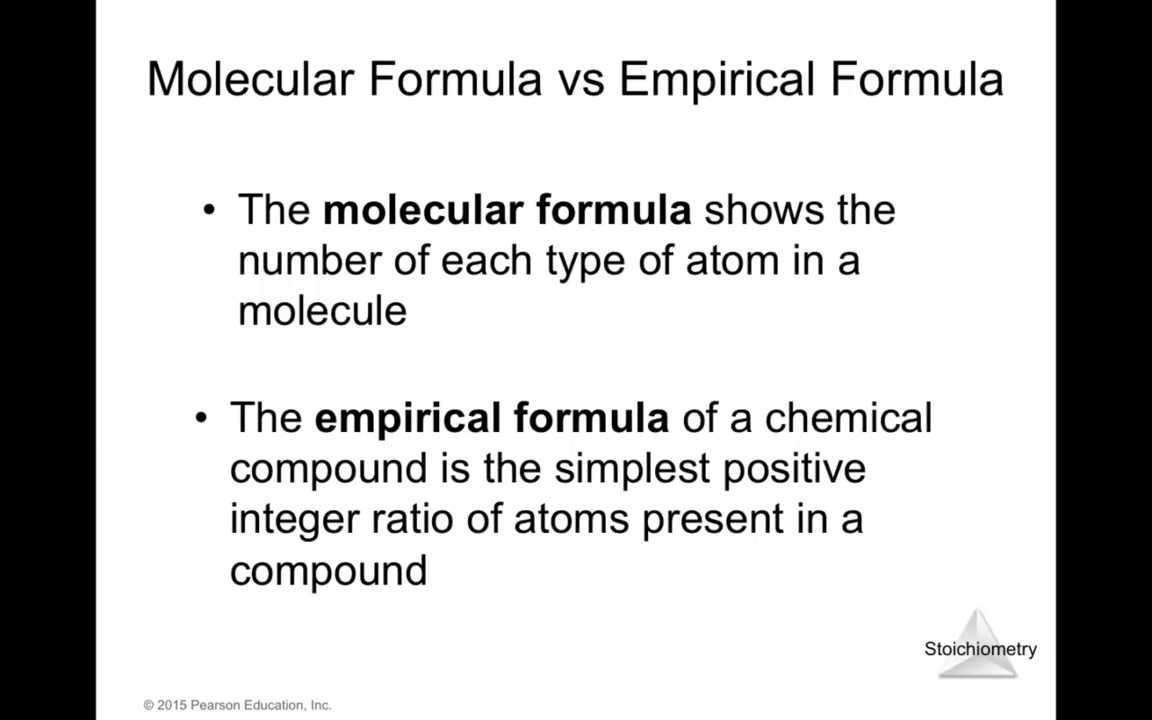 Molecular Formula vs Empirical Formula
• The molecular formula shows the
number of each type of atom in a
molecule
• The empirical formula of a chemical
compound is the simplest positive
integer ratio of atoms present in a
compound
Stoichiometry
© 2015 Pearson Education, Inc.